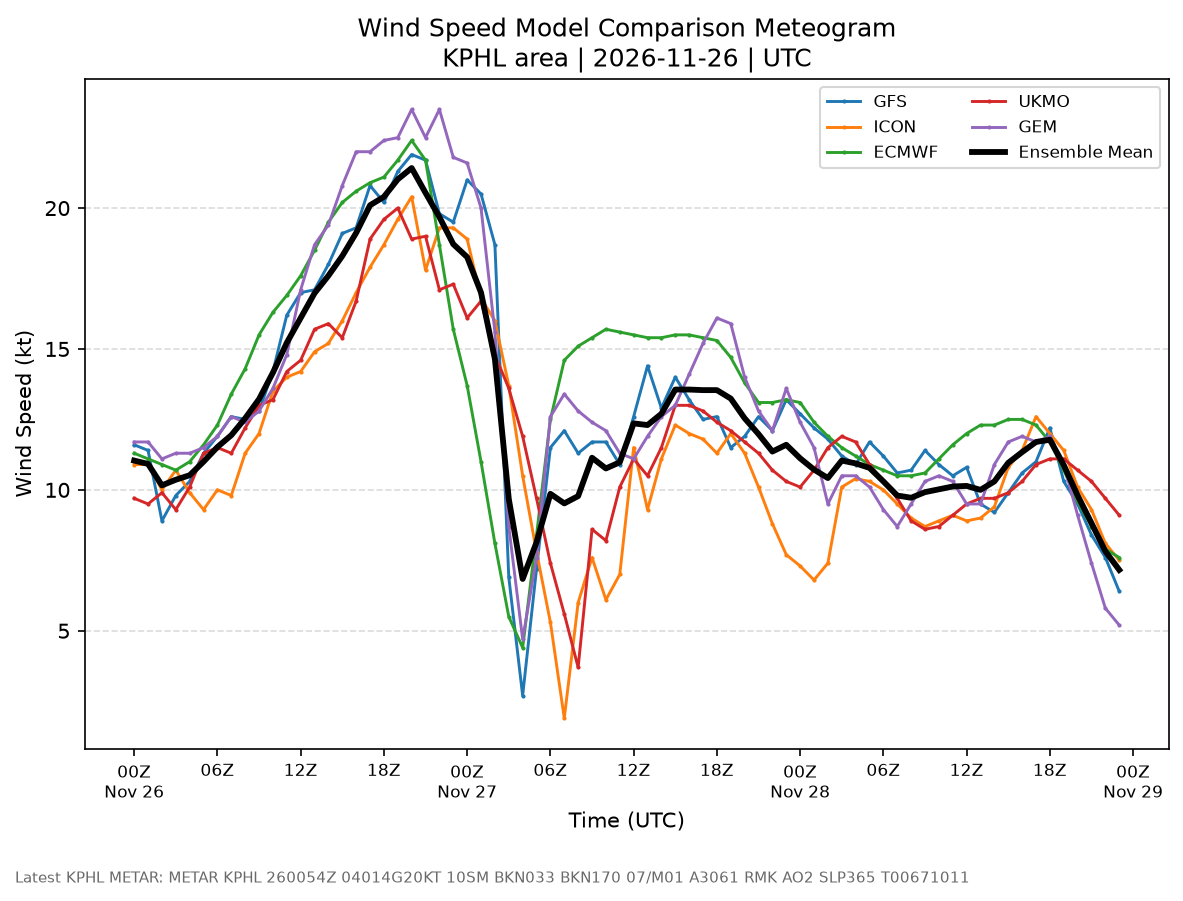 Wind Speed Model Comparison Meteogram
KPHL area | 2026-11-26 | UTC
GFS
ICON
ECMWF
UKMO
GEM
Ensemble Mean
Wind Speed (kt)
20
15
10
5
00Z 06Z 12Z 18Z 00Z 06Z 12Z 18Z 00Z 06Z 12Z 18Z 00Z
Nov 26 Nov 27 Nov 28 Nov 29
Time (UTC)
Latest KPHL METAR: METAR KPHL 260054Z 04014G20KT 10SM BKN033 BKN170 07/M01 A3061 RMK AO2 SLP365 T00671011